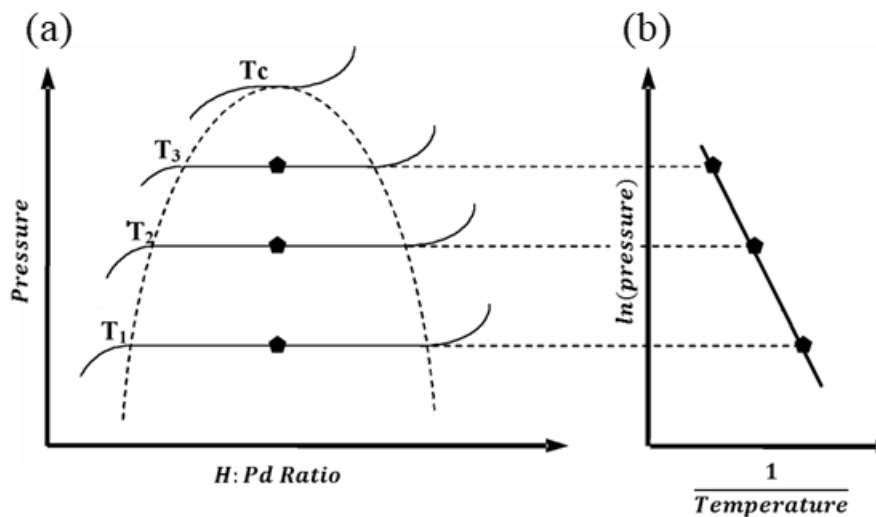 (a)
(b)
Tc
T₃
T₂
T₁
Pressure
ln(pressure)
H: Pd Ratio
1
Temperature